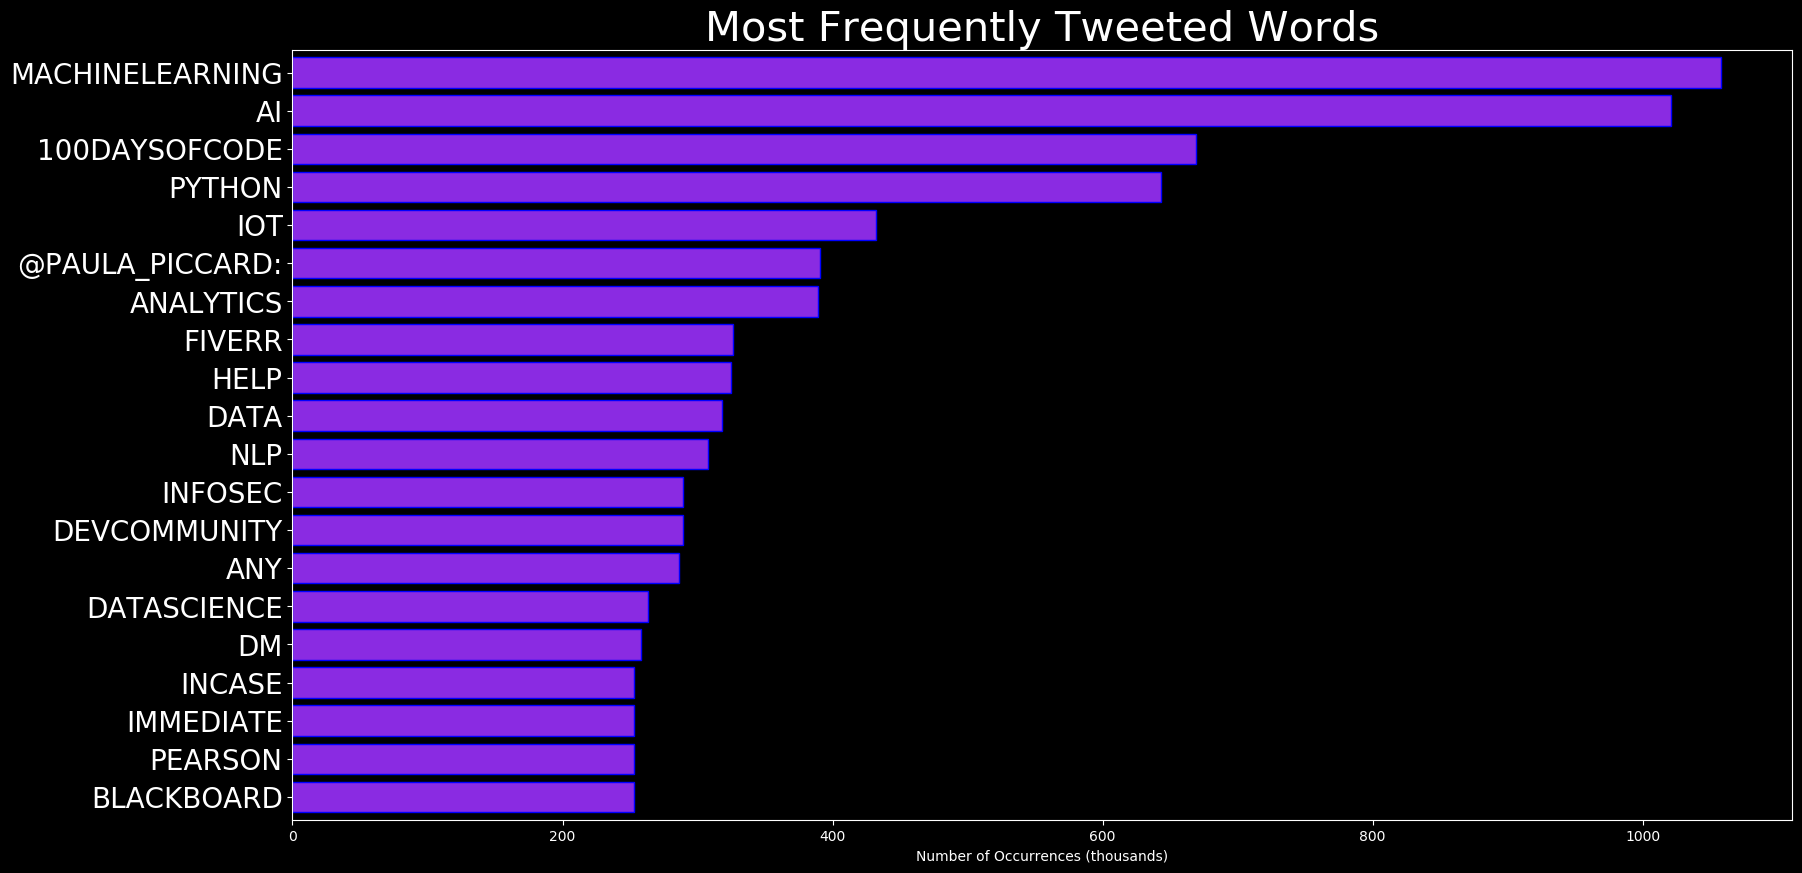 Most Frequently Tweeted Words
MACHINELEARNING
AI
100DAYSOFCODE
PYTHON
IOT
@PAULA_PICCARD:
ANALYTICS
FIVERR
HELP
DATA
NLP
INFOSEC
DEVCOMMUNITY
ANY
DATASCIENCE
DM
INCASE
IMMEDIATE
PEARSON
BLACKBOARD
0 200 400 600 800 1000
Number of Occurrences (thousands)